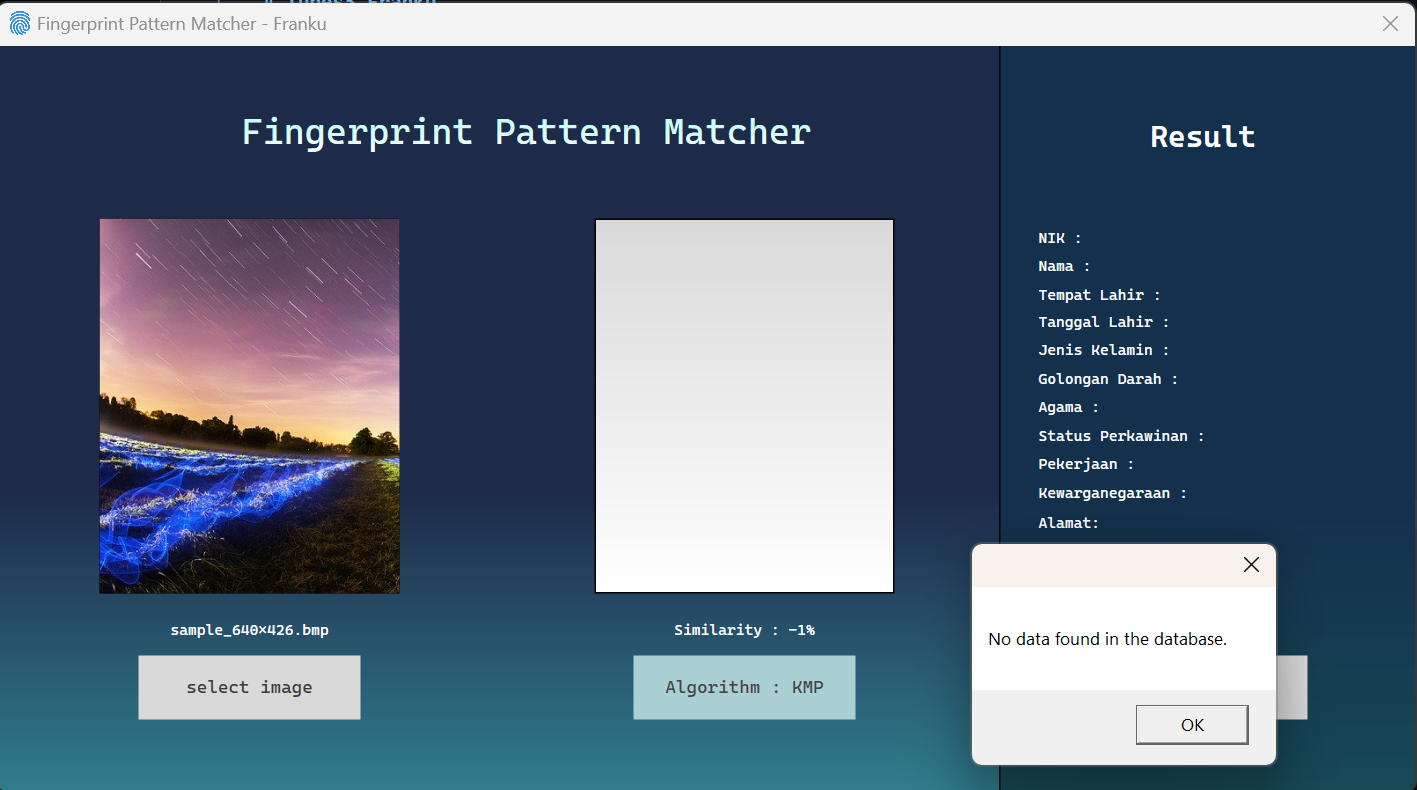 Fingerprint Pattern Matcher - Franku
Fingerprint Pattern Matcher
sample_640×426.bmp
select image
Similarity : -1%
Algorithm : KMP
Result
NIK :
Nama :
Tempat Lahir :
Tanggal Lahir :
Jenis Kelamin :
Golongan Darah :
Agama :
Status Perkawinan :
Pekerjaan :
Kewarganegaraan :
Alamat:
No data found in the database.
OK